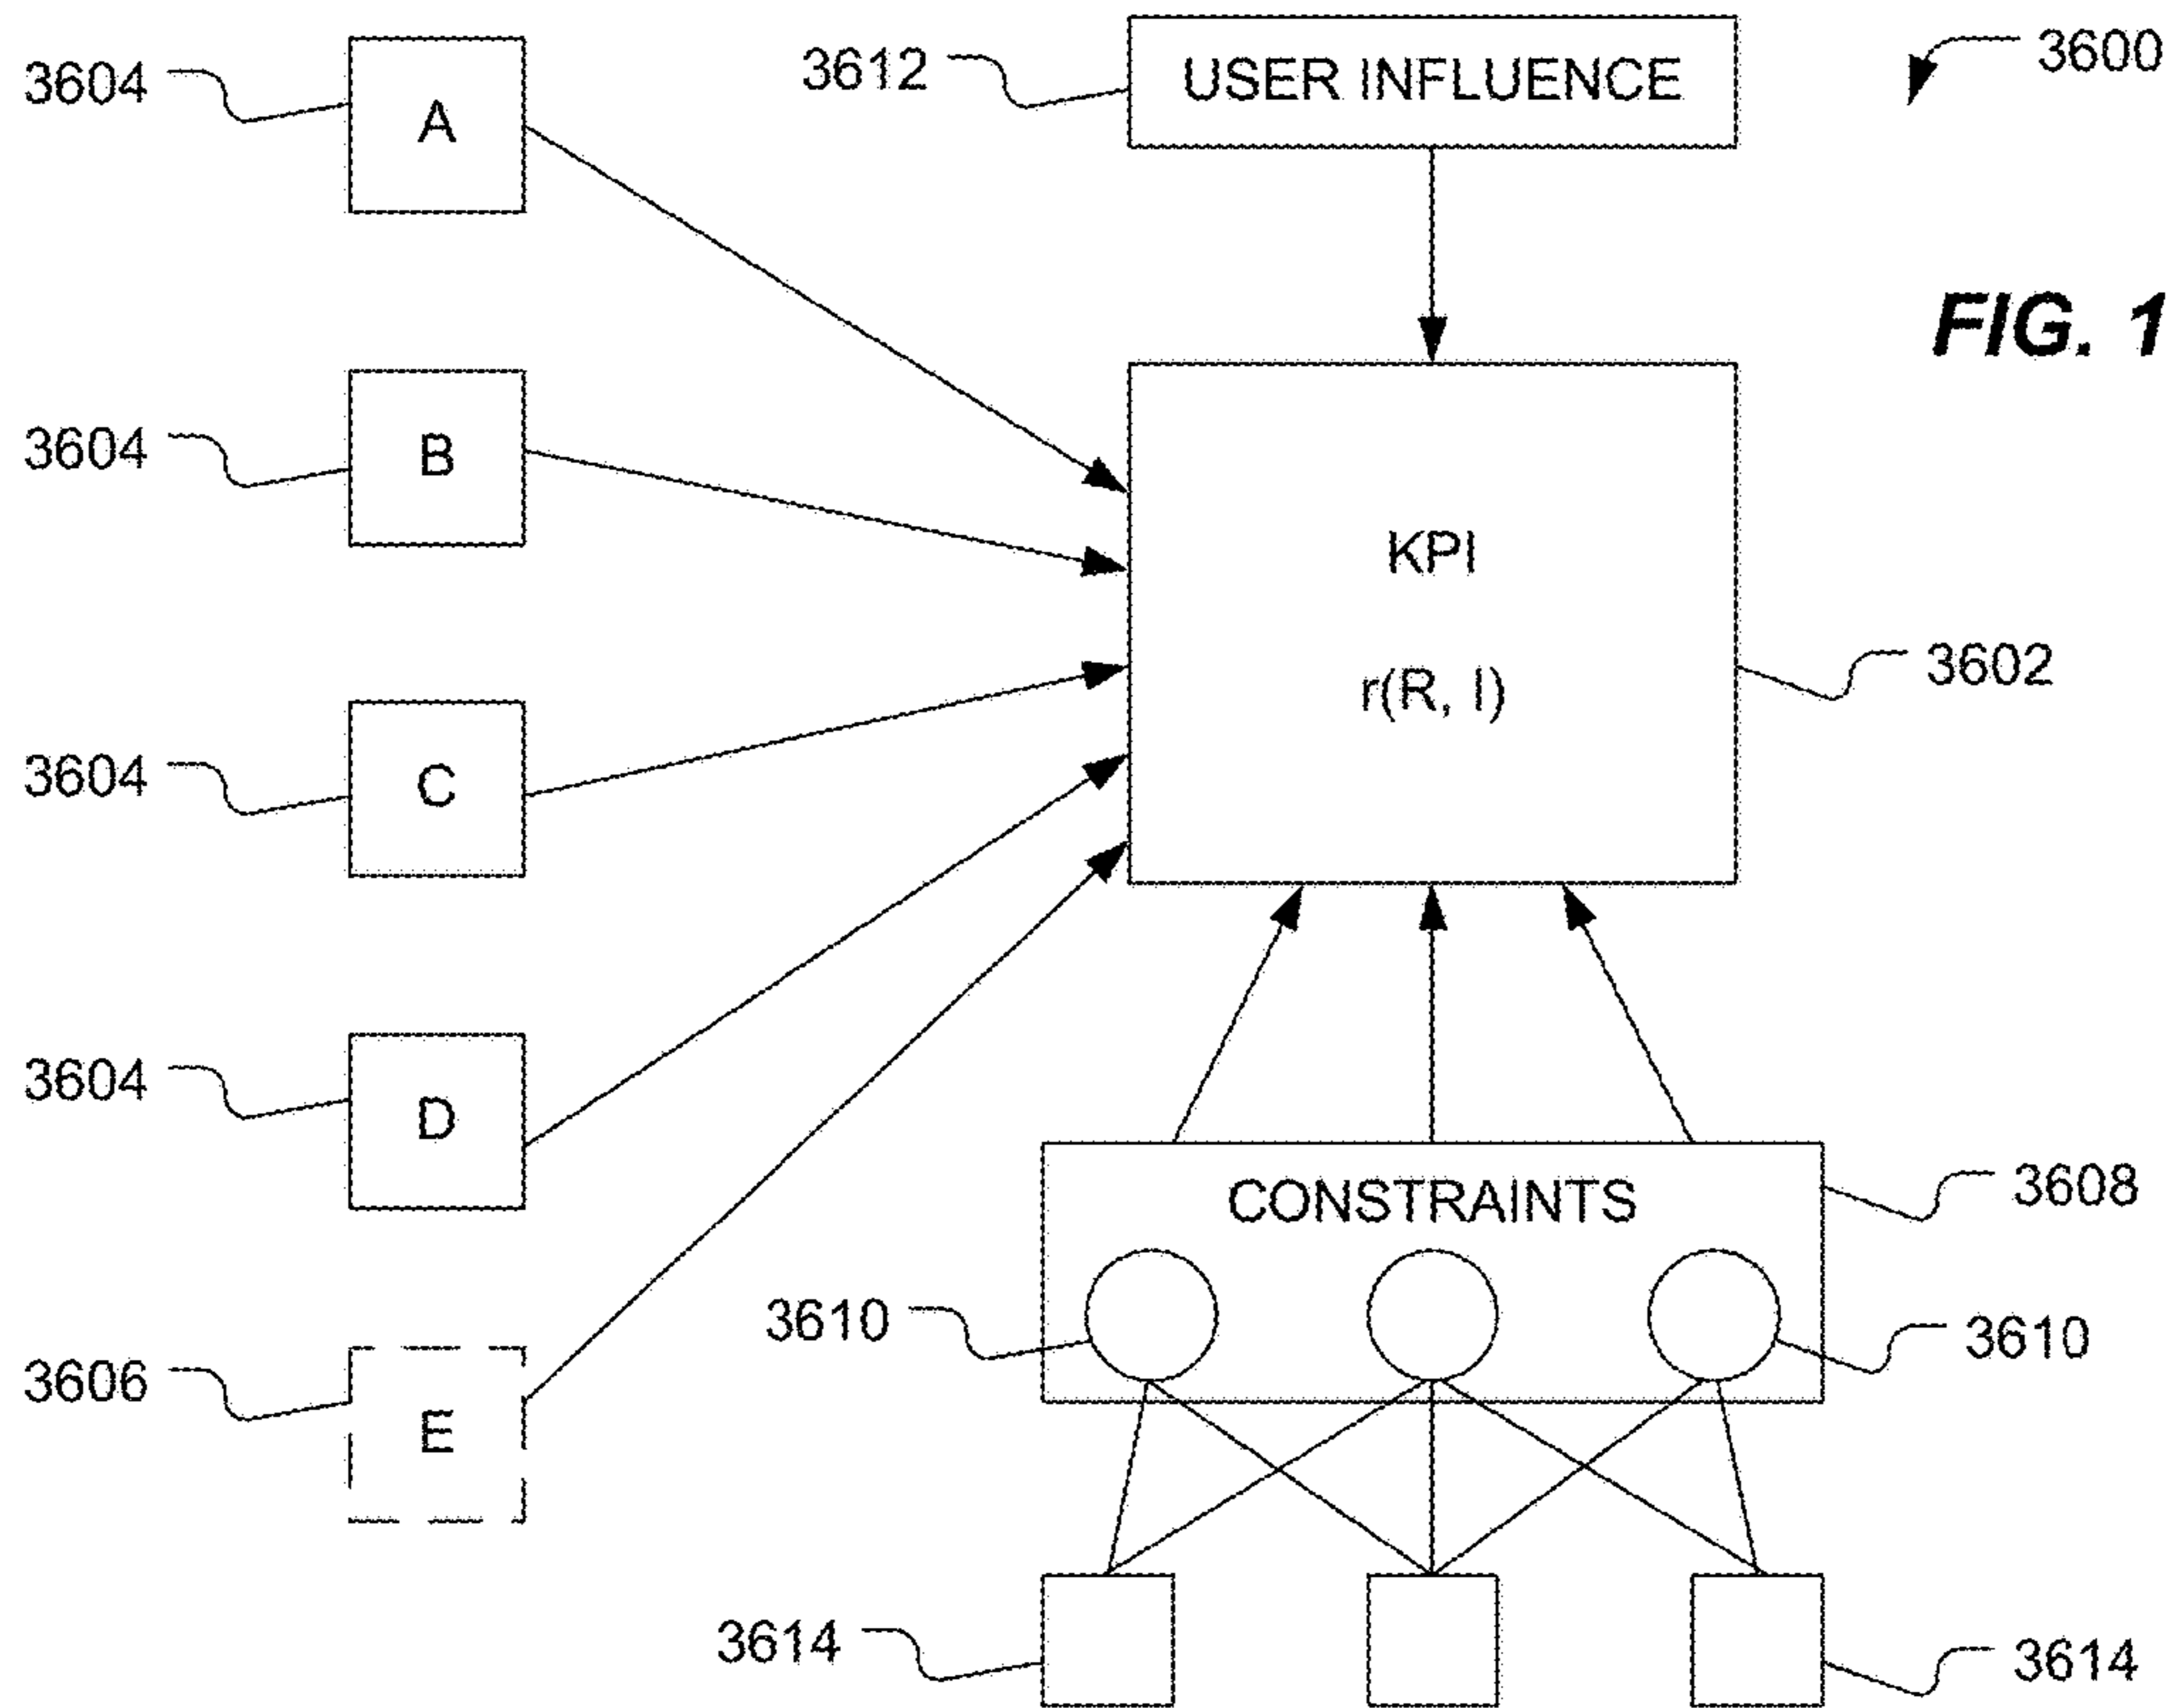 3604
A
3612
USER INFLUENCE
3600
FIG. 1
3604
B
KPI
r(R, I)
3602
3604
C
3604
D
CONSTRAINTS
3608
3610
3610
3606
E
3614
3614